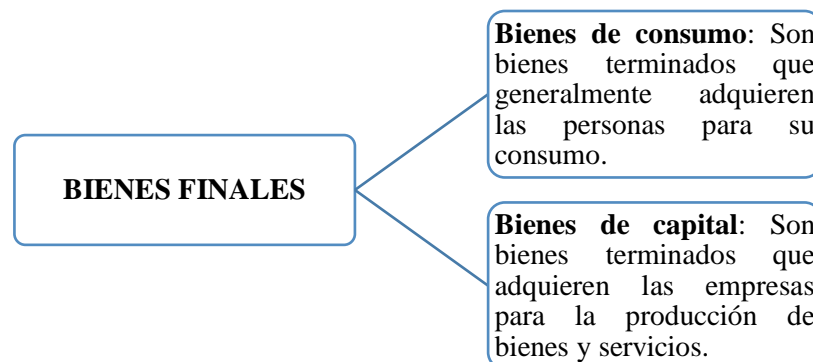 BIENES FINALES
Bienes de consumo: Son
bienes terminados que
generalmente adquieren
las personas para su
consumo.
Bienes de capital: Son
bienes terminados que
adquieren las empresas
para la producción de
bienes y servicios.